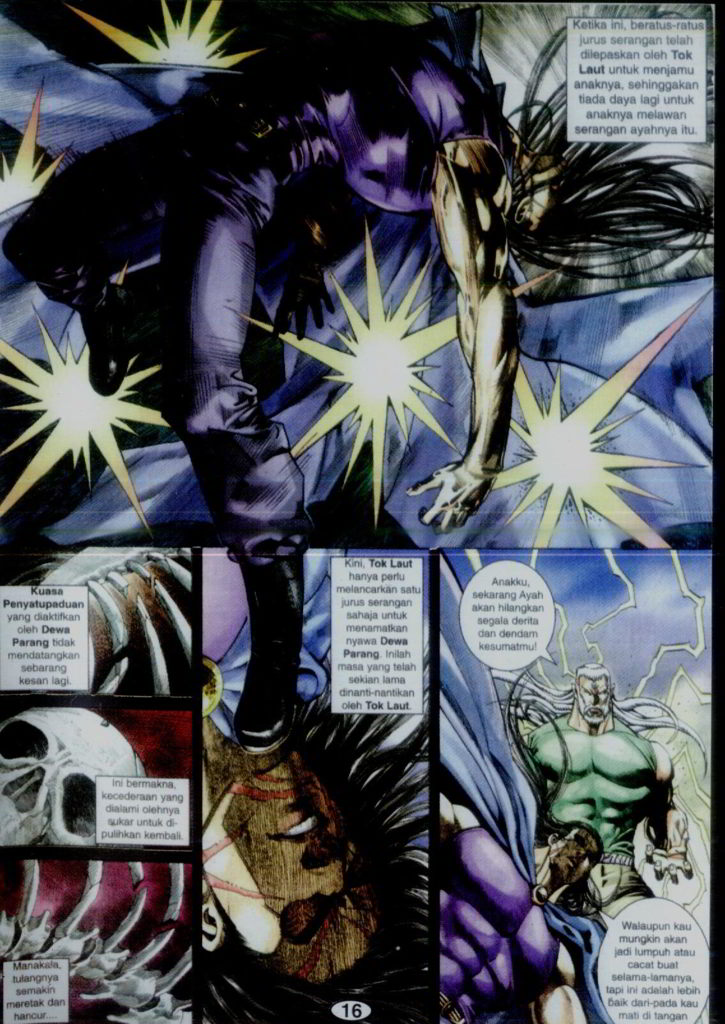 Ketika ini, beratus-ratus
jurus serangan telah
dilepaskan oleh Tok
Laut untuk menjamu
anaknya, sehinggakan
tiada daya lagi untuk
anaknya melawan
serangan ayahnya itu.
Kuasa
Penyatupaduan
yang diaktifkan
oleh Dewa
Parang tidak
mendatangkan
sebarang
kesan lagi.
Ini bermakna,
kecederaan yang
dialami olehnya
sukar untuk di-
pulihkan kembali.
Manakala,
tulangnya
semakin
meretak dan
hancur....
Kini, Tok Laut
hanya perlu
melancarkan satu
jurus serangan
sahaja untuk
menamatkan
nyawa Dewa
Parang. Inilah
masa yang telah
sekian lama
dinanti-nantikan
oleh Tok Laut.
Anakku,
sekarang Ayah
akan hilangkan
segala derita
dan dendam
kesumatmu!
Walaupun kau
mungkin akan
jadi lumpuh atau
cacat buat
selama-lamanya,
tapi ini adalah lebih
baik dari-pada kau
mati di tangan
16